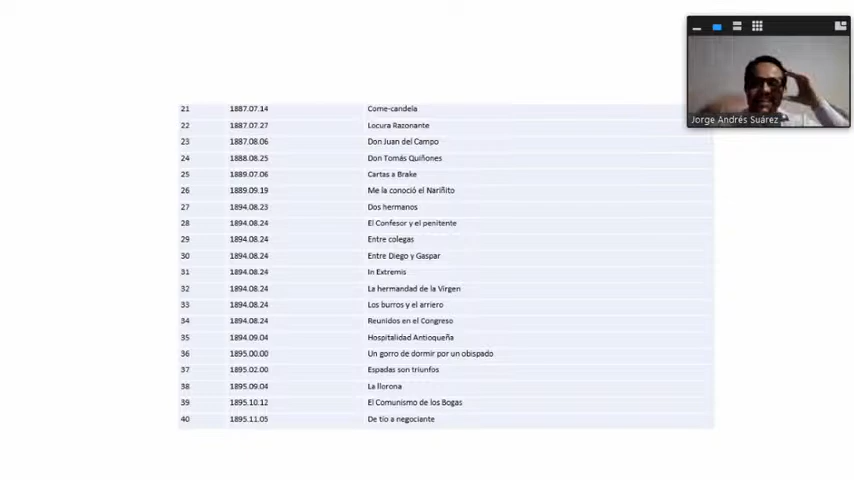 21 1887.07.14 Come-candela
22 1887.07.27 Locura Razonante
23 1887.08.06 Don Juan del Campo
24 1888.08.25 Don Tomás Quiñones
25 1889.07.06 Cartas a Brake
26 1889.09.19 Me la conoció el Nariñito
27 1894.08.23 Dos hermanos
28 1894.08.24 El Confesor y el penitente
29 1894.08.24 Entre colegas
30 1894.08.24 Entre Diego y Gaspar
31 1894.08.24 In Extremis
32 1894.08.24 La hermandad de la Virgen
33 1894.08.24 Los burros y el arriero
34 1894.08.24 Reunidos en el Congreso
35 1894.09.04 Hospitalidad Antioqueña
36 1895.00.00 Un gorro de dormir por un obispado
37 1895.02.00 Espadas son triunfos
38 1895.09.04 La llorona
39 1895.10.12 El Comunismo de los Bogas
40 1895.11.05 De tío a negociante
Jorge Andrés Suárez